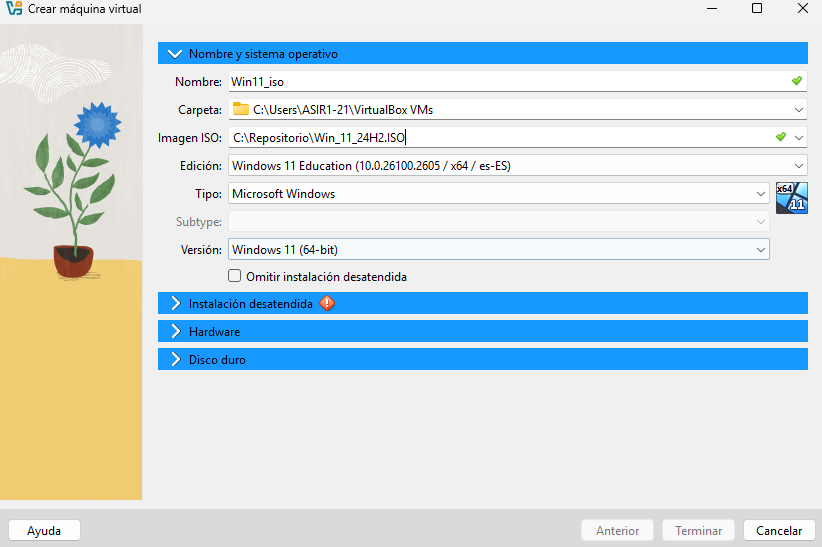 Crear máquina virtual
Nombre y sistema operativo
Nombre: Win11_iso
Carpeta: C:\Users\ASIR1-21\VirtualBox VMs
Imagen ISO: C:\Repositorio\Win_11_24H2.ISO
Edición: Windows 11 Education (10.0.26100.2605 / x64 / es-ES)
Tipo: Microsoft Windows
x64
11
Subtype:
Versión: Windows 11 (64-bit)
Omitir instalación desatendida
Instalación desatendida
Hardware
Disco duro
Ayuda Anterior Terminar Cancelar